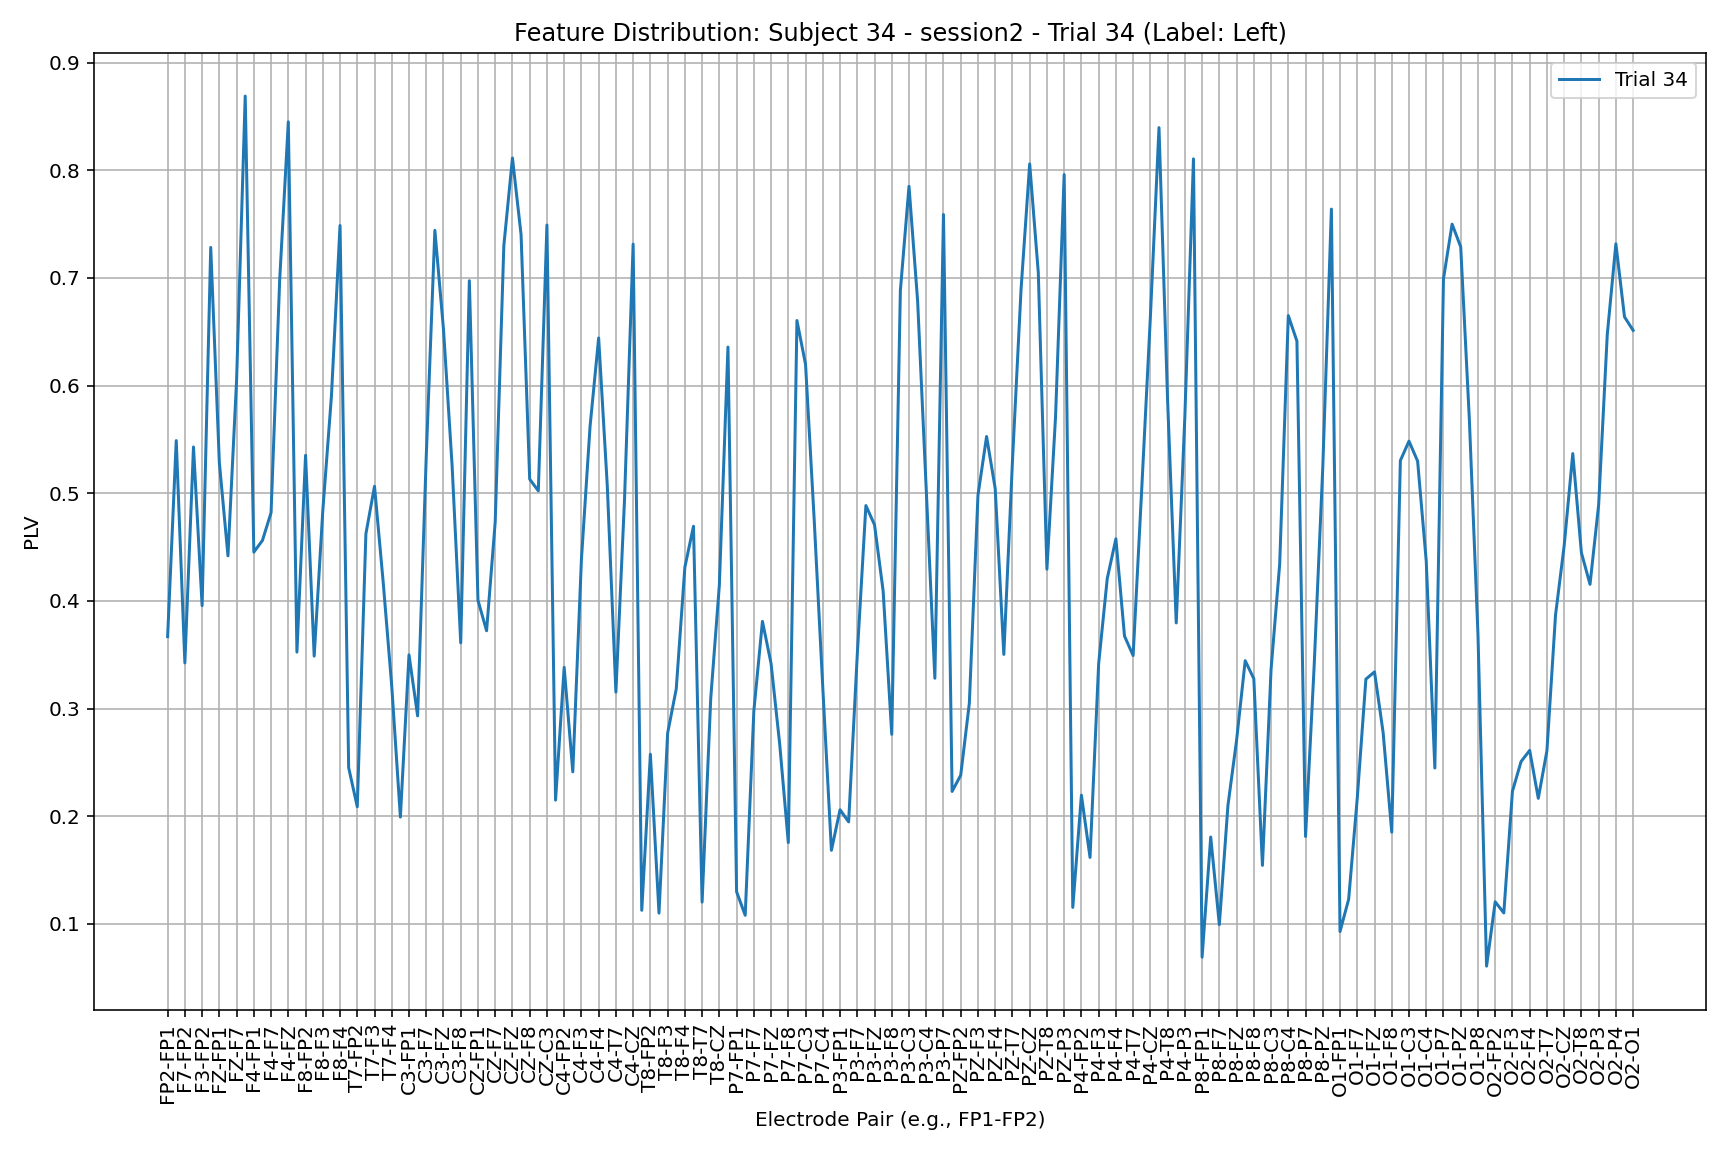 Feature Distribution: Subject 34 - session2 - Trial 34 (Label: Left)
Trial 34
0.9
0.8
0.7
0.6
0.5
0.4
0.3
0.2
0.1
PLV
FP2-FP1
F7-FP2
F3-FP2
FZ-FP1
FZ-F7
F4-FP1
F4-F7
F4-FZ
F8-FP2
F8-F3
F8-F4
T7-FP2
T7-F3
T7-F4
C3-FP1
C3-F7
C3-FZ
C3-F8
CZ-FP1
CZ-F7
CZ-FZ
CZ-F8
CZ-C3
C4-FP2
C4-F3
C4-F4
C4-T7
C4-CZ
T8-FP2
T8-F3
T8-F4
T8-T7
T8-CZ
P7-FP1
P7-F7
P7-FZ
P7-F8
P7-C3
P7-C4
P3-FP1
P3-F7
P3-FZ
P3-F8
P3-C3
P3-C4
P3-P7
PZ-FP2
PZ-F3
PZ-F4
PZ-T7
PZ-CZ
PZ-T8
PZ-P3
P4-FP2
P4-F3
P4-F4
P4-T7
P4-CZ
P4-T8
P4-P3
P8-FP1
P8-F7
P8-FZ
P8-F8
P8-C3
P8-C4
P8-P7
P8-PZ
O1-FP1
O1-F7
O1-FZ
O1-F8
O1-C3
O1-C4
O1-P7
O1-PZ
O1-P8
O2-FP2
O2-F3
O2-F4
O2-T7
O2-CZ
O2-T8
O2-P3
O2-P4
O2-O1
Electrode Pair (e.g., FP1-FP2)